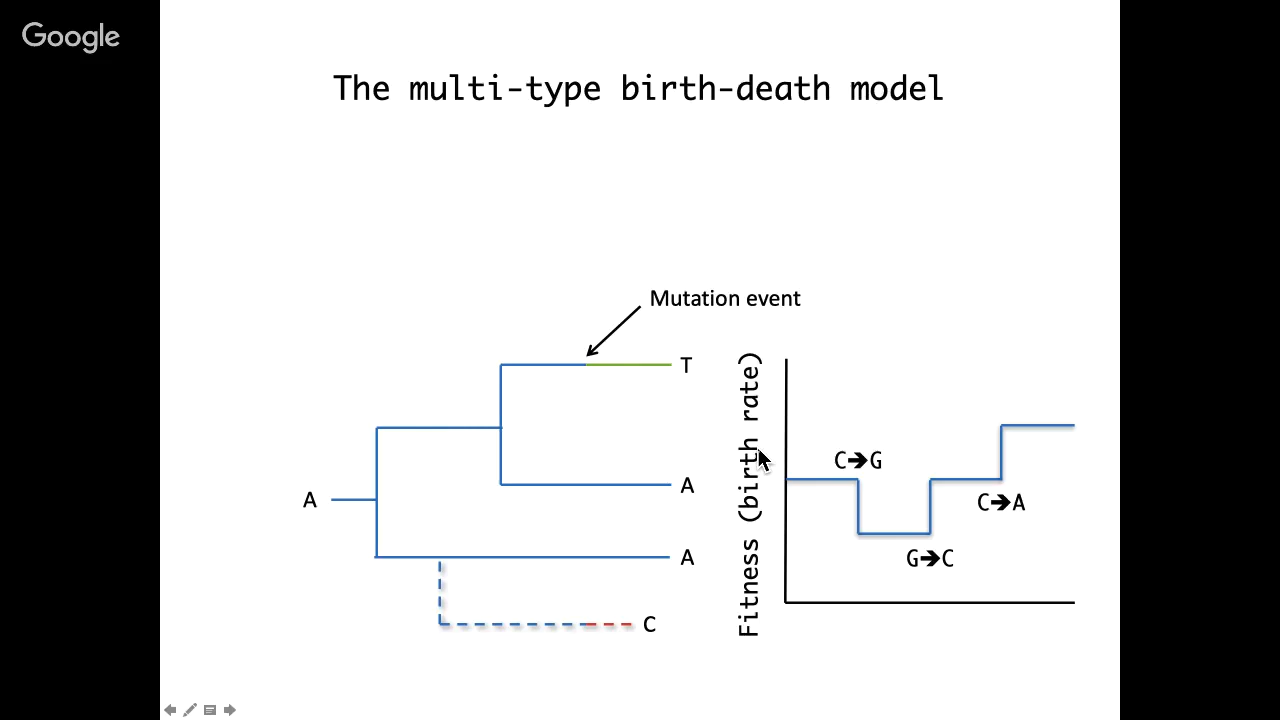 Google
The multi-type birth-death model
Mutation event
T
A
A
A
C
Fitness (birth rate)
C➔G
G➔C
C➔A